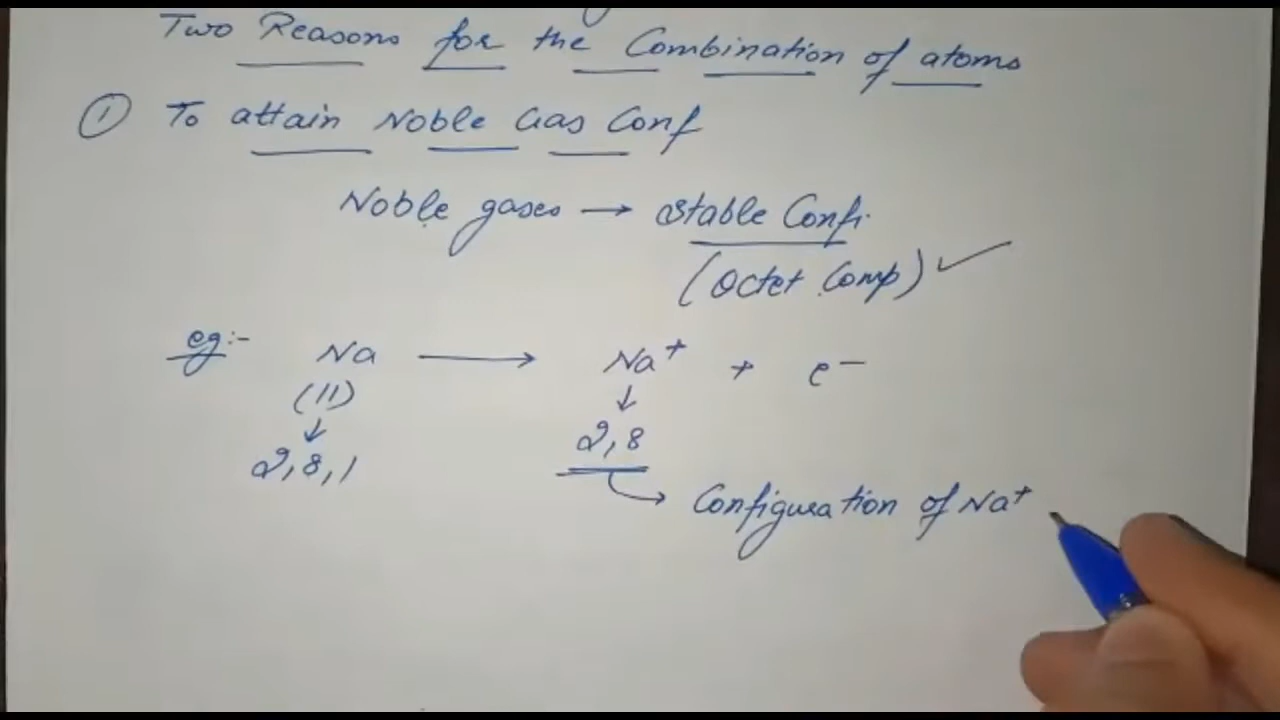 Two Reasons for the Combination of atoms
① To attain Noble Gas Conf
Noble gases → Stable Confi.
(Octet Comp) ✓
eg:- Na → Na⁺ + e⁻
(11) ↓
↓ 2,8
2,8,1
Configuration of Na⁺